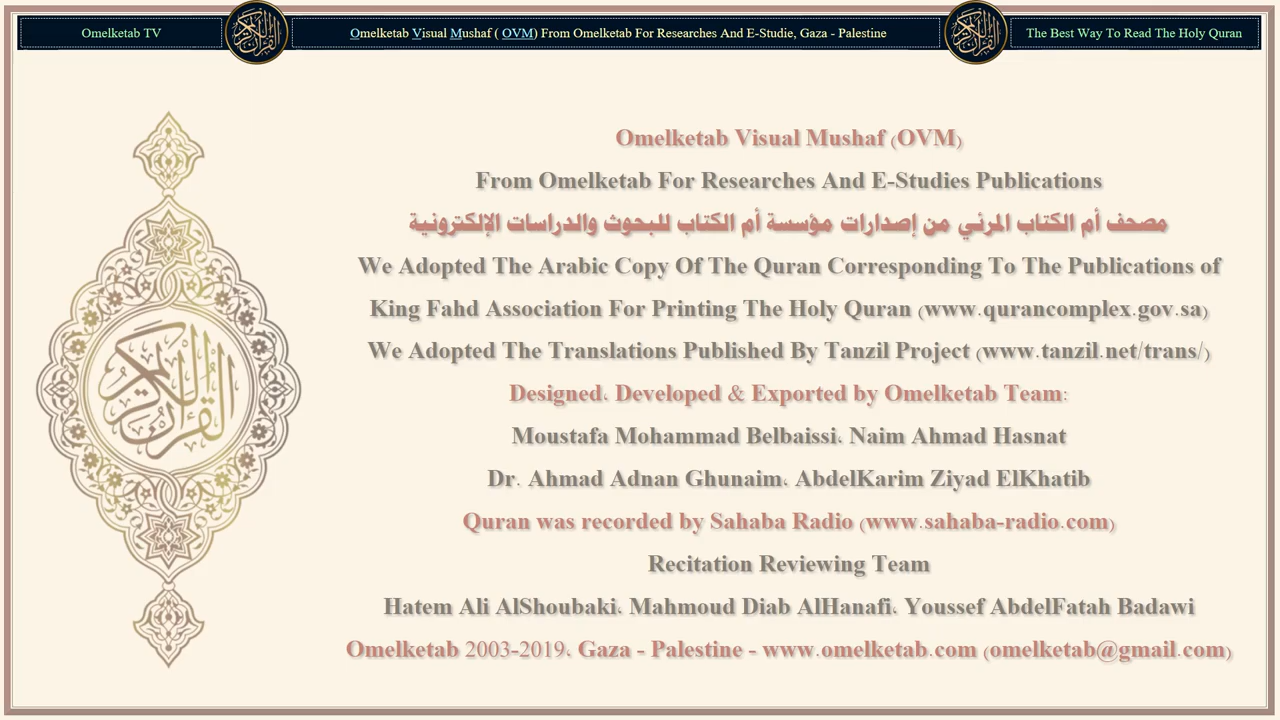 Omelketab TV
Omelketab Visual Mushaf ( OVM) From Omelketab For Researches And E-Studie, Gaza - Palestine
The Best Way To Read The Holy Quran
Omelketab Visual Mushaf (OVM)
From Omelketab For Researches And E-Studies Publications
مصحف أم الكتاب المرئي من إصدارات مؤسسة أم الكتاب للبحوث والدراسات الإلكترونية
We Adopted The Arabic Copy Of The Quran Corresponding To The Publications of
King Fahd Association For Printing The Holy Quran (www.qurancomplex.gov.sa)
We Adopted The Translations Published By Tanzil Project (www.tanzil.net/trans/)
Designed، Developed & Exported by Omelketab Team:
Moustafa Mohammad Belbaissi، Naim Ahmad Hasnat
Dr. Ahmad Adnan Ghunaim، AbdelKarim Ziyad ElKhatib
Quran was recorded by Sahaba Radio (www.sahaba-radio.com)
Recitation Reviewing Team
Hatem Ali AlShoubaki، Mahmoud Diab AlHanafi، Youssef AbdelFatah Badawi
Omelketab 2003-2019، Gaza - Palestine - www.omelketab.com (omelketab@gmail.com)
القرآن الكريم